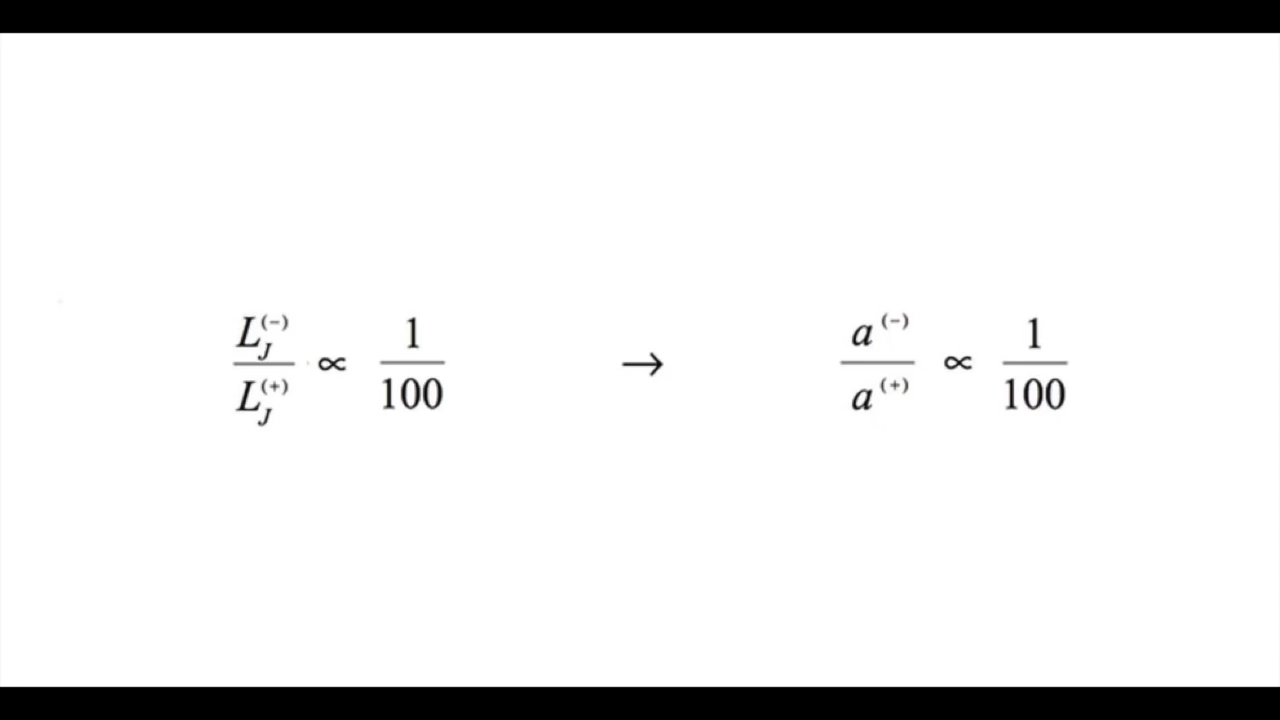 L_J^(-) / L_J^(+) ∝ 1 / 100 → a^(-) / a^(+) ∝ 1 / 100